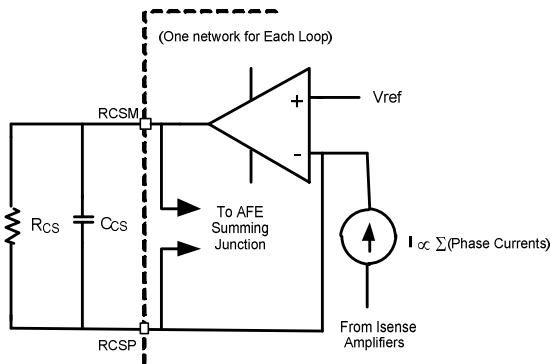 (One network for Each Loop)
+
Vref
RCSM
-
RCS
CCS
To AFE
Summing
Junction
I ∝ Σ(Phase Currents)
From Isense
Amplifiers
RCSP